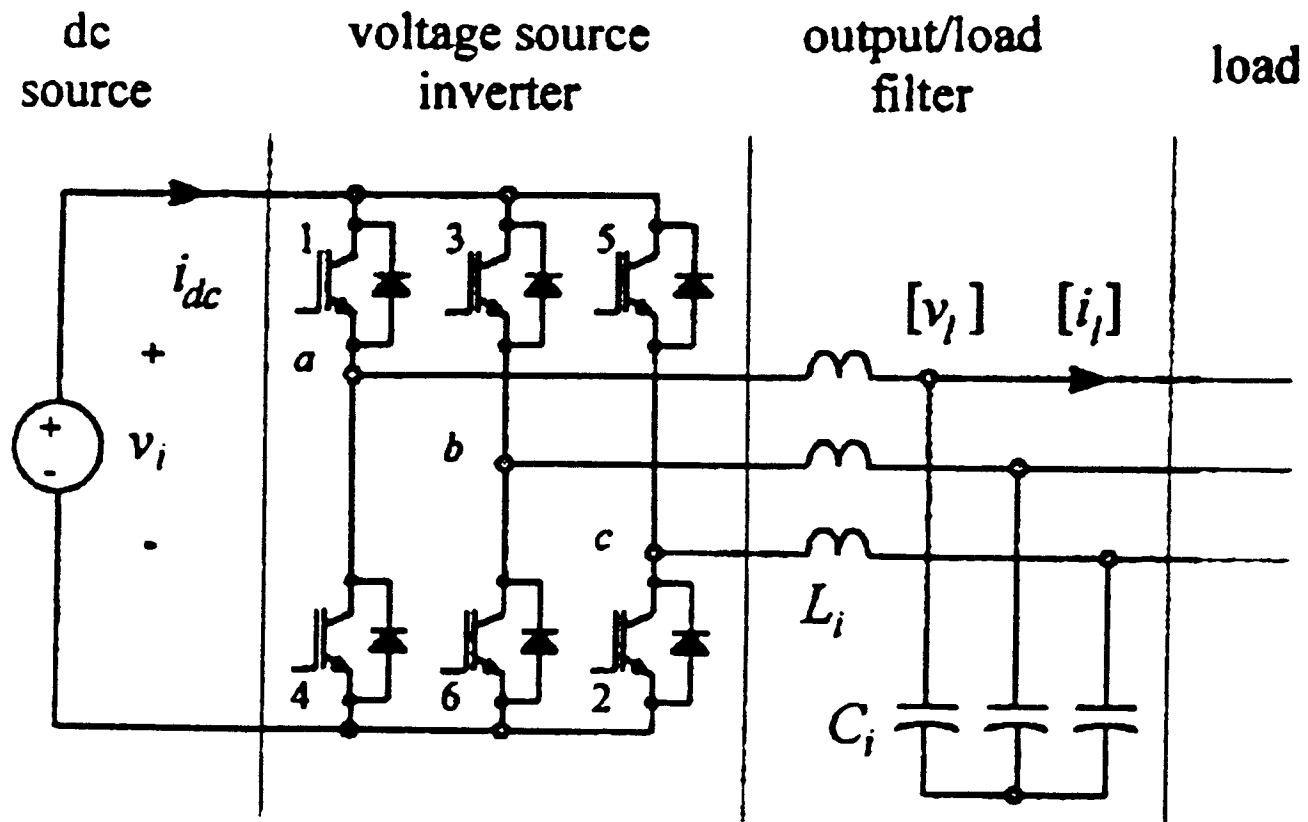 dc
source
voltage source
inverter
output/load
filter
load
1
3
5
i_dc
[v_l]
[i_l]
a
+
+
-
v_i
b
-
c
L_i
4
6
2
C_i